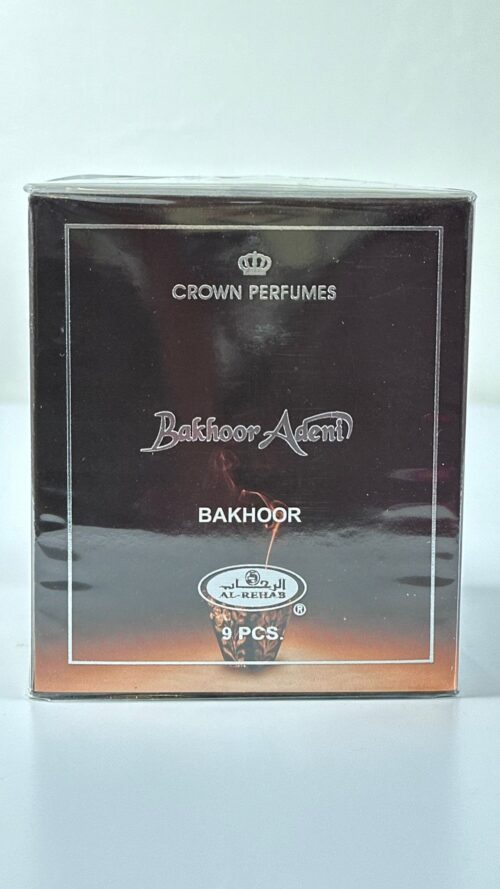 CROWN PERFUMES
Bakhoor Adeni
BAKHOOR
الرحاب
AL-REHAB
®
9 PCS.